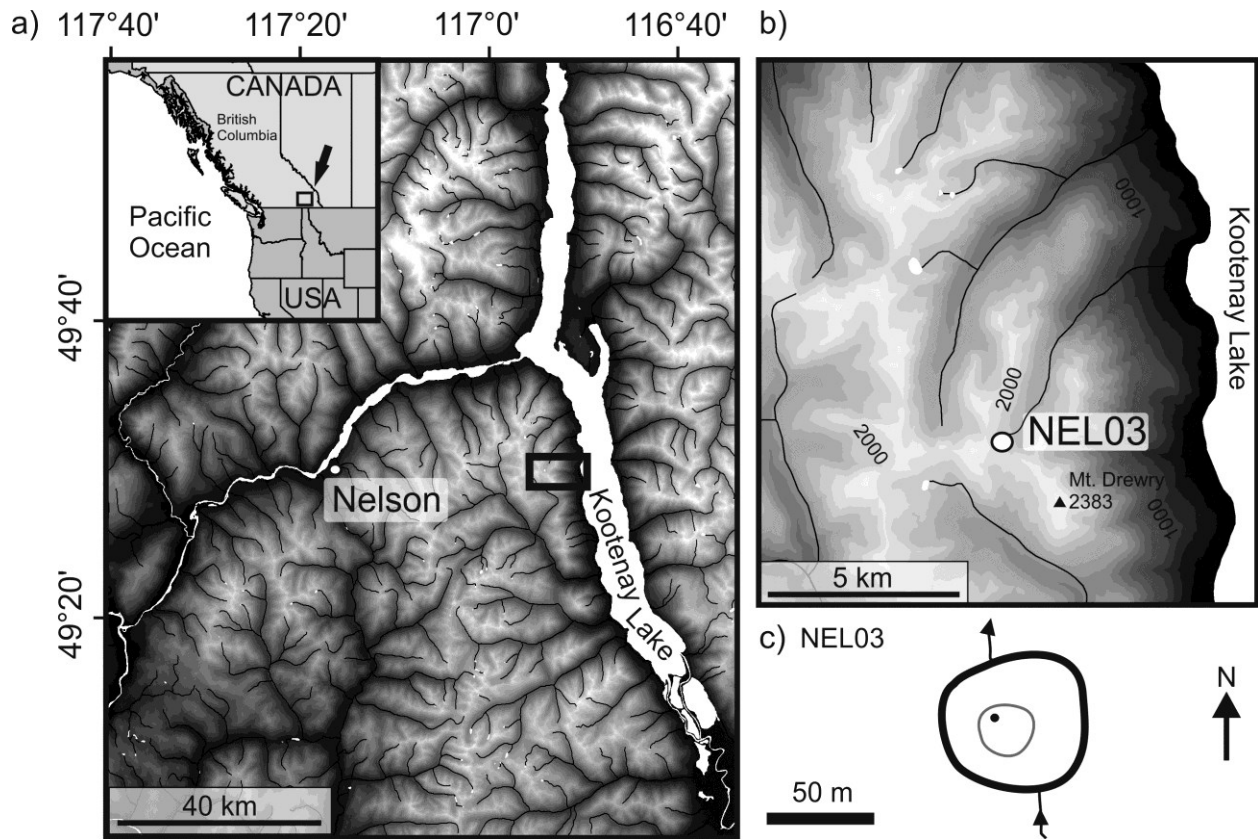 a)
117°40'
117°20'
117°0'
116°40'
CANADA
British
Columbia
Pacific
Ocean
USA
49°40'
49°20'
Nelson
Kootenay Lake
40 km
b)
1000
Kootenay Lake
2000
NEL03
2000
Mt. Drewry
2383
1000
5 km
c) NEL03
N
50 m